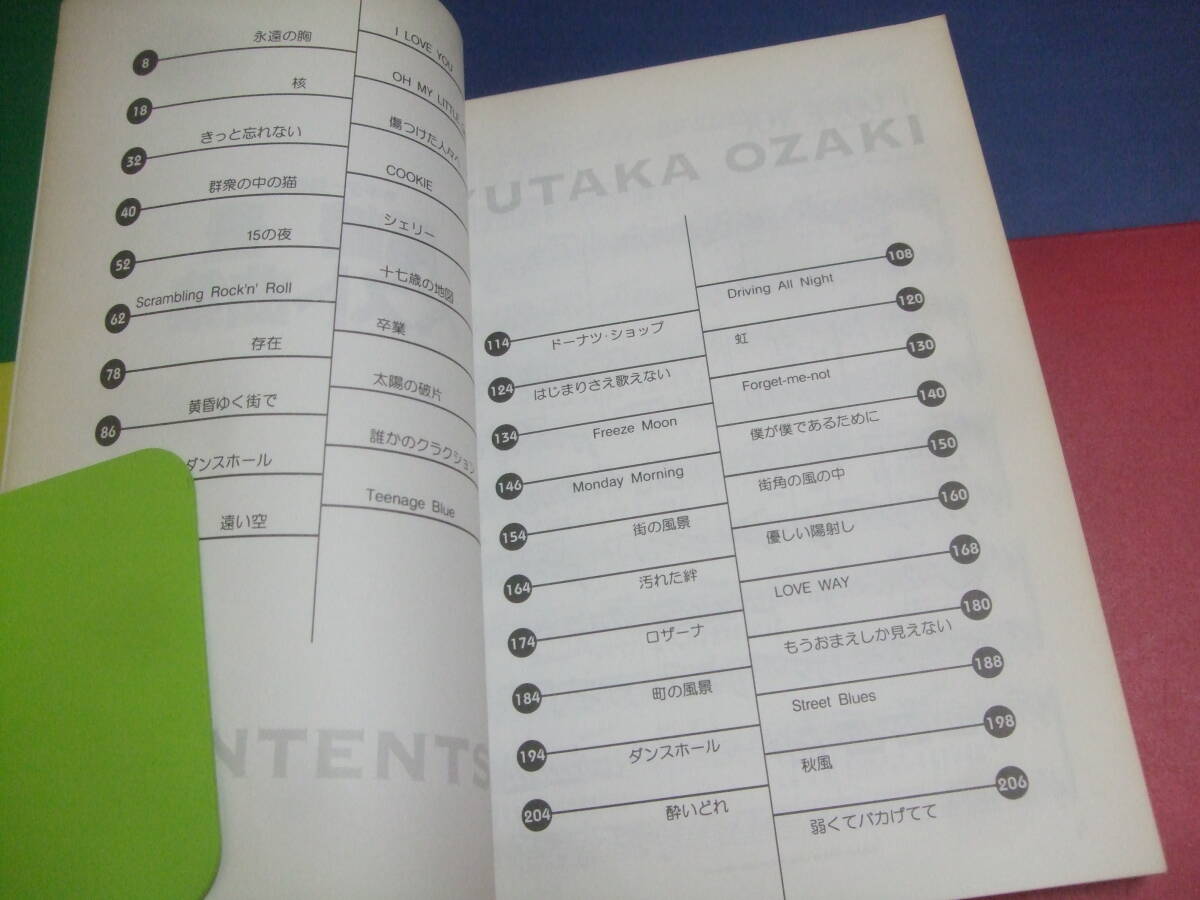 8 永遠の胸
I LOVE YOU
18 核
OH MY LITTLE
32 きっと忘れない
傷つけた人々へ
40 群衆の中の猫
COOKIE
52 15の夜
シェリー
62 Scrambling Rock'n' Roll
十七歳の地図
78 存在
卒業
86 黄昏ゆく街で
太陽の破片
ダンスホール
誰かのクラクション
遠い空
Teenage Blue
NTENTS
YUTAKA OZAKI
108
Driving All Night
114 ドーナツ・ショップ
120
虹
124 はじまりさえ歌えない
130
Forget-me-not
134 Freeze Moon
140
僕が僕であるために
146 Monday Morning
150
街角の風の中
154 街の風景
160
優しい陽射し
164 汚れた絆
168
LOVE WAY
174 ロザーナ
180
もうおまえしか見えない
184 町の風景
188
Street Blues
194 ダンスホール
198
秋風
204 酔いどれ
206
弱くてバカげてて